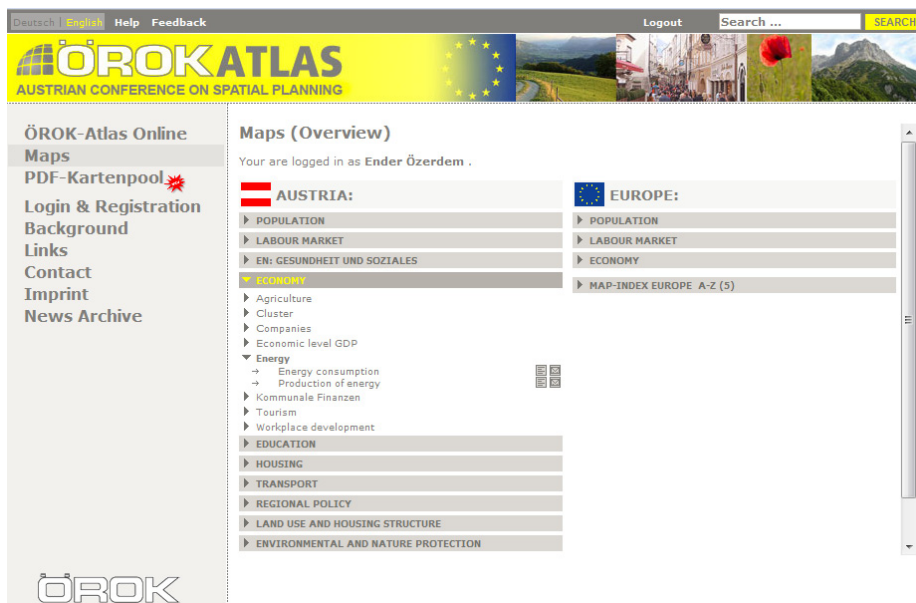 Deutsch | English Help Feedback Logout Search ... SEARCH
ÖROK ATLAS
AUSTRIAN CONFERENCE ON SPATIAL PLANNING
ÖROK-Atlas Online
Maps
PDF-Kartenpool
Login & Registration
Background
Links
Contact
Imprint
News Archive
ÖROK
Maps (Overview)
Your are logged in as Ender Özerdem .
AUSTRIA:
POPULATION
LABOUR MARKET
EN: GESUNDHEIT UND SOZIALES
ECONOMY
Agriculture
Cluster
Companies
Economic level GDP
Energy
→ Energy consumption
→ Production of energy
Kommunale Finanzen
Tourism
Workplace development
EDUCATION
HOUSING
TRANSPORT
REGIONAL POLICY
LAND USE AND HOUSING STRUCTURE
ENVIRONMENTAL AND NATURE PROTECTION
EUROPE:
POPULATION
LABOUR MARKET
ECONOMY
MAP-INDEX EUROPE A-Z (5)